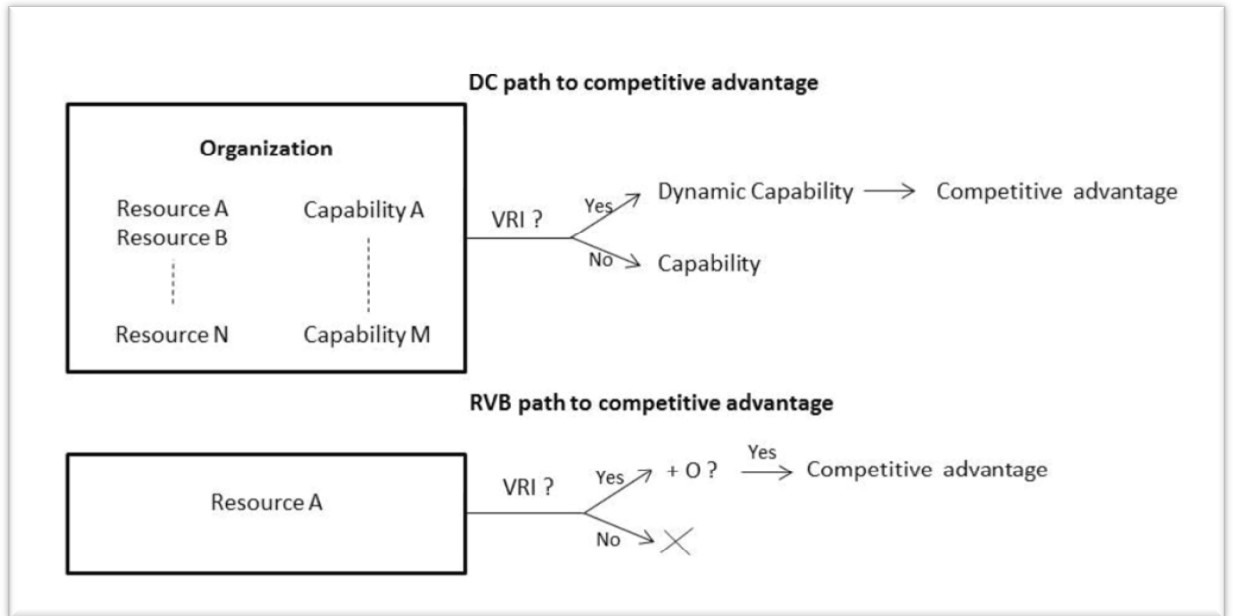 DC path to competitive advantage
Organization
Resource A
Resource B
Resource N
Capability A
Capability M
VRI ?
Yes
Dynamic Capability
Competitive advantage
No
Capability
RVB path to competitive advantage
Resource A
VRI ?
Yes
+ O ?
Yes
Competitive advantage
No